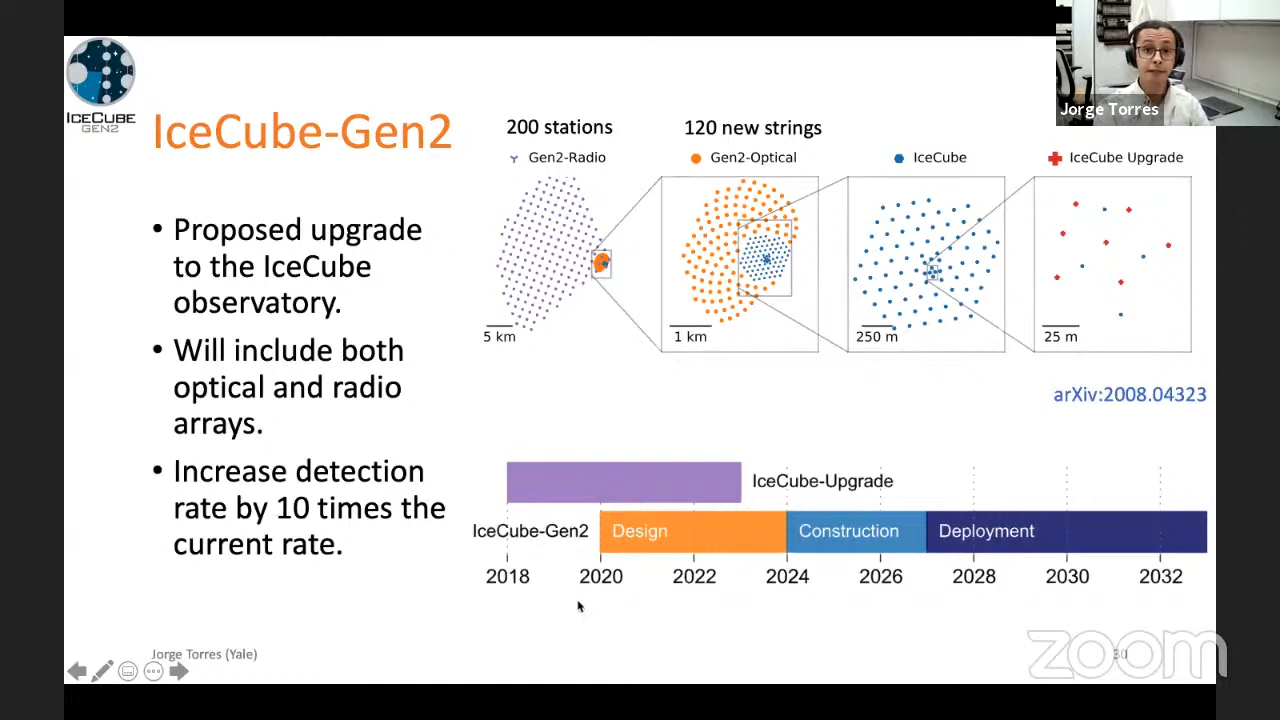 Jorge Torres
ICECUBE
GEN2
IceCube-Gen2
200 stations
120 new strings
Gen2-Radio
Gen2-Optical
IceCube
IceCube Upgrade
• Proposed upgrade
to the IceCube
observatory.
• Will include both
optical and radio
arrays.
• Increase detection
rate by 10 times the
current rate.
5 km
1 km
250 m
25 m
arXiv:2008.04323
IceCube-Upgrade
IceCube-Gen2
Design
Construction
Deployment
2018
2020
2022
2024
2026
2028
2030
2032
Jorge Torres (Yale)
30
zoom